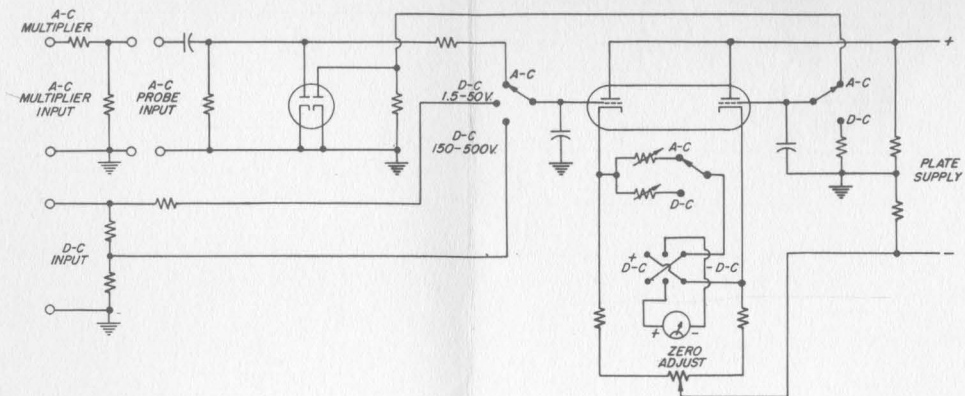 A-C
MULTIPLIER
A-C
MULTIPLIER
INPUT
A-C
PROBE
INPUT
D-C
INPUT
A-C
D-C
1.5-50V.
D-C
150-500V.
A-C
D-C
+
D-C
- D-C
+
-
ZERO
ADJUST
A-C
D-C
+
PLATE
SUPPLY
-